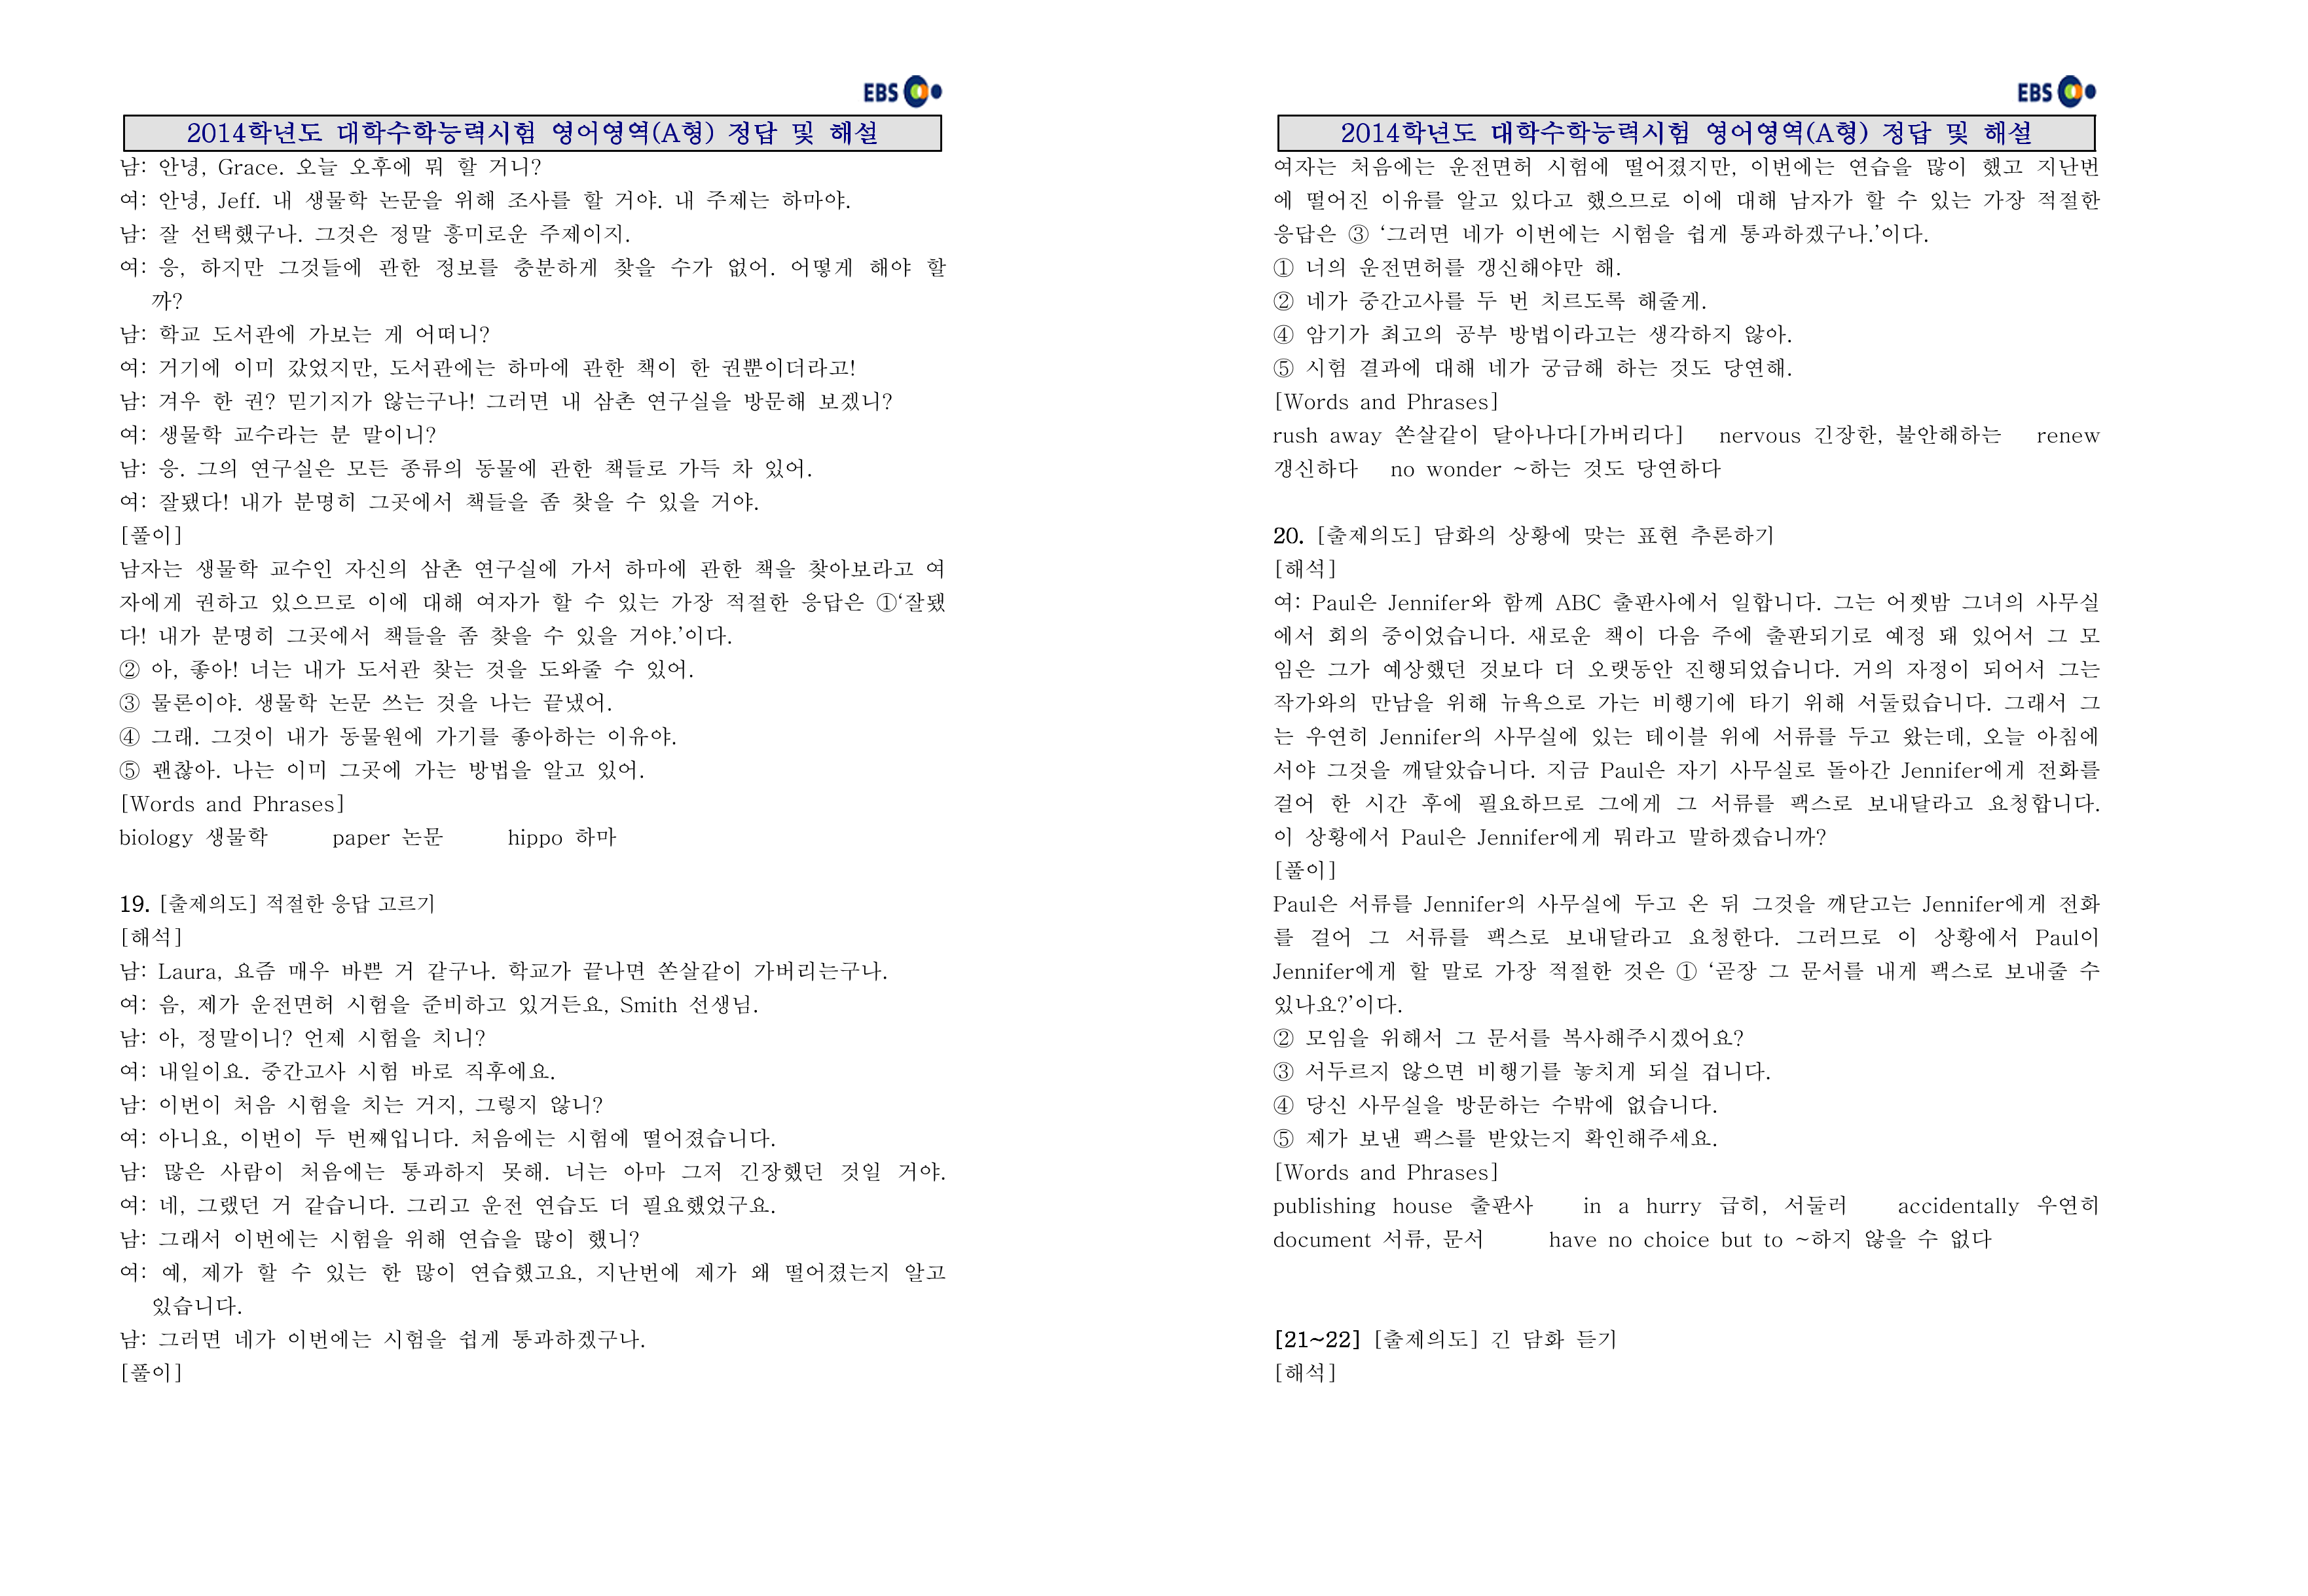 EBS
2014학년도 대학수학능력시험 영어영역(A형) 정답 및 해설
남: 안녕, Grace. 오늘 오후에 뭐 할 거니?
여: 안녕, Jeff. 내 생물학 논문을 위해 조사를 할 거야. 내 주제는 하마야.
남: 잘 선택했구나. 그것은 정말 흥미로운 주제이지.
여: 응, 하지만 그것들에 관한 정보를 충분하게 찾을 수가 없어. 어떻게 해야 할
까?
남: 학교 도서관에 가보는 게 어떠니?
여: 거기에 이미 갔었지만, 도서관에는 하마에 관한 책이 한 권뿐이더라고!
남: 겨우 한 권? 믿기지가 않는구나! 그러면 내 삼촌 연구실을 방문해 보겠니?
여: 생물학 교수라는 분 말이니?
남: 응. 그의 연구실은 모든 종류의 동물에 관한 책들로 가득 차 있어.
여: 잘됐다! 내가 분명히 그곳에서 책들을 좀 찾을 수 있을 거야.
[풀이]
남자는 생물학 교수인 자신의 삼촌 연구실에 가서 하마에 관한 책을 찾아보라고 여
자에게 권하고 있으므로 이에 대해 여자가 할 수 있는 가장 적절한 응답은 ①‘잘됐
다! 내가 분명히 그곳에서 책들을 좀 찾을 수 있을 거야.’이다.
② 아, 좋아! 너는 내가 도서관 찾는 것을 도와줄 수 있어.
③ 물론이야. 생물학 논문 쓰는 것을 나는 끝냈어.
④ 그래. 그것이 내가 동물원에 가기를 좋아하는 이유야.
⑤ 괜찮아. 나는 이미 그곳에 가는 방법을 알고 있어.
[Words and Phrases]
biology 생물학 paper 논문 hippo 하마
19. [출제의도] 적절한 응답 고르기
[해석]
남: Laura, 요즘 매우 바쁜 거 같구나. 학교가 끝나면 쏜살같이 가버리는구나.
여: 음, 제가 운전면허 시험을 준비하고 있거든요, Smith 선생님.
남: 아, 정말이니? 언제 시험을 치니?
여: 내일이요. 중간고사 시험 바로 직후에요.
남: 이번이 처음 시험을 치는 거지, 그렇지 않니?
여: 아니요, 이번이 두 번째입니다. 처음에는 시험에 떨어졌습니다.
남: 많은 사람이 처음에는 통과하지 못해. 너는 아마 그저 긴장했던 것일 거야.
여: 네, 그랬던 거 같습니다. 그리고 운전 연습도 더 필요했었구요.
남: 그래서 이번에는 시험을 위해 연습을 많이 했니?
여: 예, 제가 할 수 있는 한 많이 연습했고요, 지난번에 제가 왜 떨어졌는지 알고
있습니다.
남: 그러면 네가 이번에는 시험을 쉽게 통과하겠구나.
[풀이]
EBS
2014학년도 대학수학능력시험 영어영역(A형) 정답 및 해설
여자는 처음에는 운전면허 시험에 떨어졌지만, 이번에는 연습을 많이 했고 지난번
에 떨어진 이유를 알고 있다고 했으므로 이에 대해 남자가 할 수 있는 가장 적절한
응답은 ③ ‘그러면 네가 이번에는 시험을 쉽게 통과하겠구나.’이다.
① 너의 운전면허를 갱신해야만 해.
② 네가 중간고사를 두 번 치르도록 해줄게.
④ 암기가 최고의 공부 방법이라고는 생각하지 않아.
⑤ 시험 결과에 대해 네가 궁금해 하는 것도 당연해.
[Words and Phrases]
rush away 쏜살같이 달아나다[가버리다] nervous 긴장한, 불안해하는 renew
갱신하다 no wonder ~하는 것도 당연하다
20. [출제의도] 담화의 상황에 맞는 표현 추론하기
[해석]
여: Paul은 Jennifer와 함께 ABC 출판사에서 일합니다. 그는 어젯밤 그녀의 사무실
에서 회의 중이었습니다. 새로운 책이 다음 주에 출판되기로 예정 돼 있어서 그 모
임은 그가 예상했던 것보다 더 오랫동안 진행되었습니다. 거의 자정이 되어서 그는
작가와의 만남을 위해 뉴욕으로 가는 비행기에 타기 위해 서둘렀습니다. 그래서 그
는 우연히 Jennifer의 사무실에 있는 테이블 위에 서류를 두고 왔는데, 오늘 아침에
서야 그것을 깨달았습니다. 지금 Paul은 자기 사무실로 돌아간 Jennifer에게 전화를
걸어 한 시간 후에 필요하므로 그에게 그 서류를 팩스로 보내달라고 요청합니다.
이 상황에서 Paul은 Jennifer에게 뭐라고 말하겠습니까?
[풀이]
Paul은 서류를 Jennifer의 사무실에 두고 온 뒤 그것을 깨닫고는 Jennifer에게 전화
를 걸어 그 서류를 팩스로 보내달라고 요청한다. 그러므로 이 상황에서 Paul이
Jennifer에게 할 말로 가장 적절한 것은 ① ‘곧장 그 문서를 내게 팩스로 보내줄 수
있나요?’이다.
② 모임을 위해서 그 문서를 복사해주시겠어요?
③ 서두르지 않으면 비행기를 놓치게 되실 겁니다.
④ 당신 사무실을 방문하는 수밖에 없습니다.
⑤ 제가 보낸 팩스를 받았는지 확인해주세요.
[Words and Phrases]
publishing house 출판사 in a hurry 급히, 서둘러 accidentally 우연히
document 서류, 문서 have no choice but to ~하지 않을 수 없다
[21~22] [출제의도] 긴 담화 듣기
[해석]